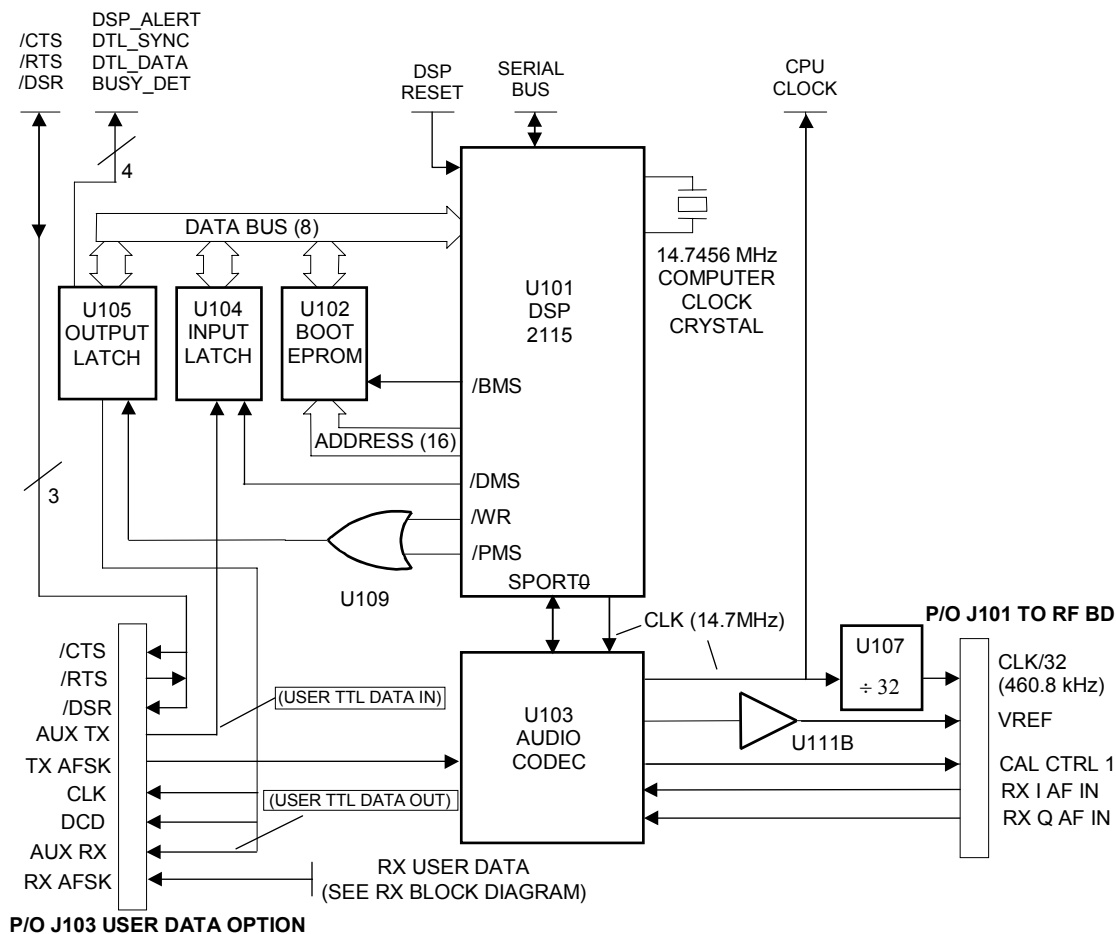 DSP_ALERT
/CTS DTL_SYNC
/RTS DTL_DATA
/DSR BUSY_DET
DSP
RESET
SERIAL
BUS
CPU
CLOCK
4
DATA BUS (8)
U105
OUTPUT
LATCH
U104
INPUT
LATCH
U102
BOOT
EPROM
U101
DSP
2115
14.7456 MHz
COMPUTER
CLOCK
CRYSTAL
/BMS
ADDRESS (16)
/DMS
/WR
/PMS
SPORT0
3
U109
CLK (14.7MHz)
P/O J101 TO RF BD
/CTS
/RTS
/DSR
AUX TX
TX AFSK
CLK
DCD
AUX RX
RX AFSK
(USER TTL DATA IN)
(USER TTL DATA OUT)
U103
AUDIO
CODEC
U107
÷ 32
U111B
CLK/32
(460.8 kHz)
VREF
CAL CTRL 1
RX I AF IN
RX Q AF IN
RX USER DATA
(SEE RX BLOCK DIAGRAM)
P/O J103 USER DATA OPTION